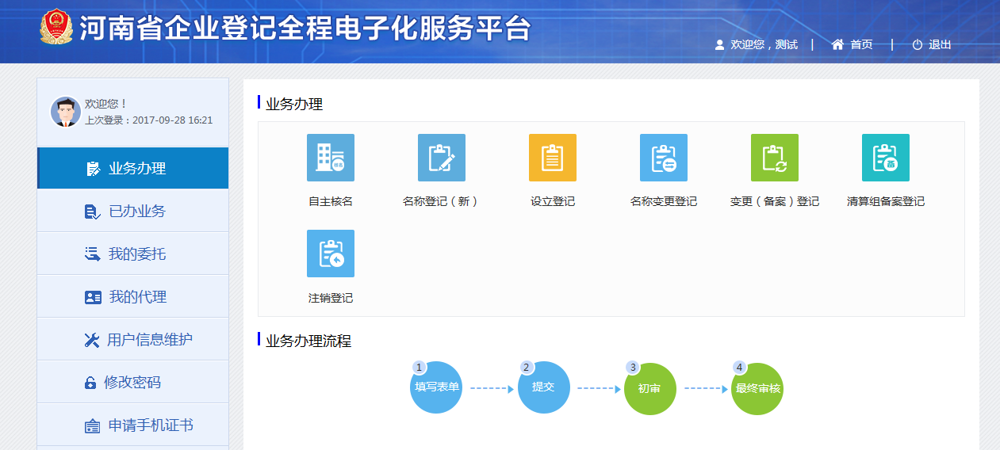 河南省企业登记全程电子化服务平台
欢迎您，测试 | 首页 | 退出
欢迎您！
上次登录：2017-09-28 16:21
业务办理
已办业务
我的委托
我的代理
用户信息维护
修改密码
申请手机证书
业务办理
自主核名 名称登记（新） 设立登记 名称变更登记 变更（备案）登记 清算组备案登记
注销登记
业务办理流程
1 填写表单
2 提交
3 初审
4 最终审核